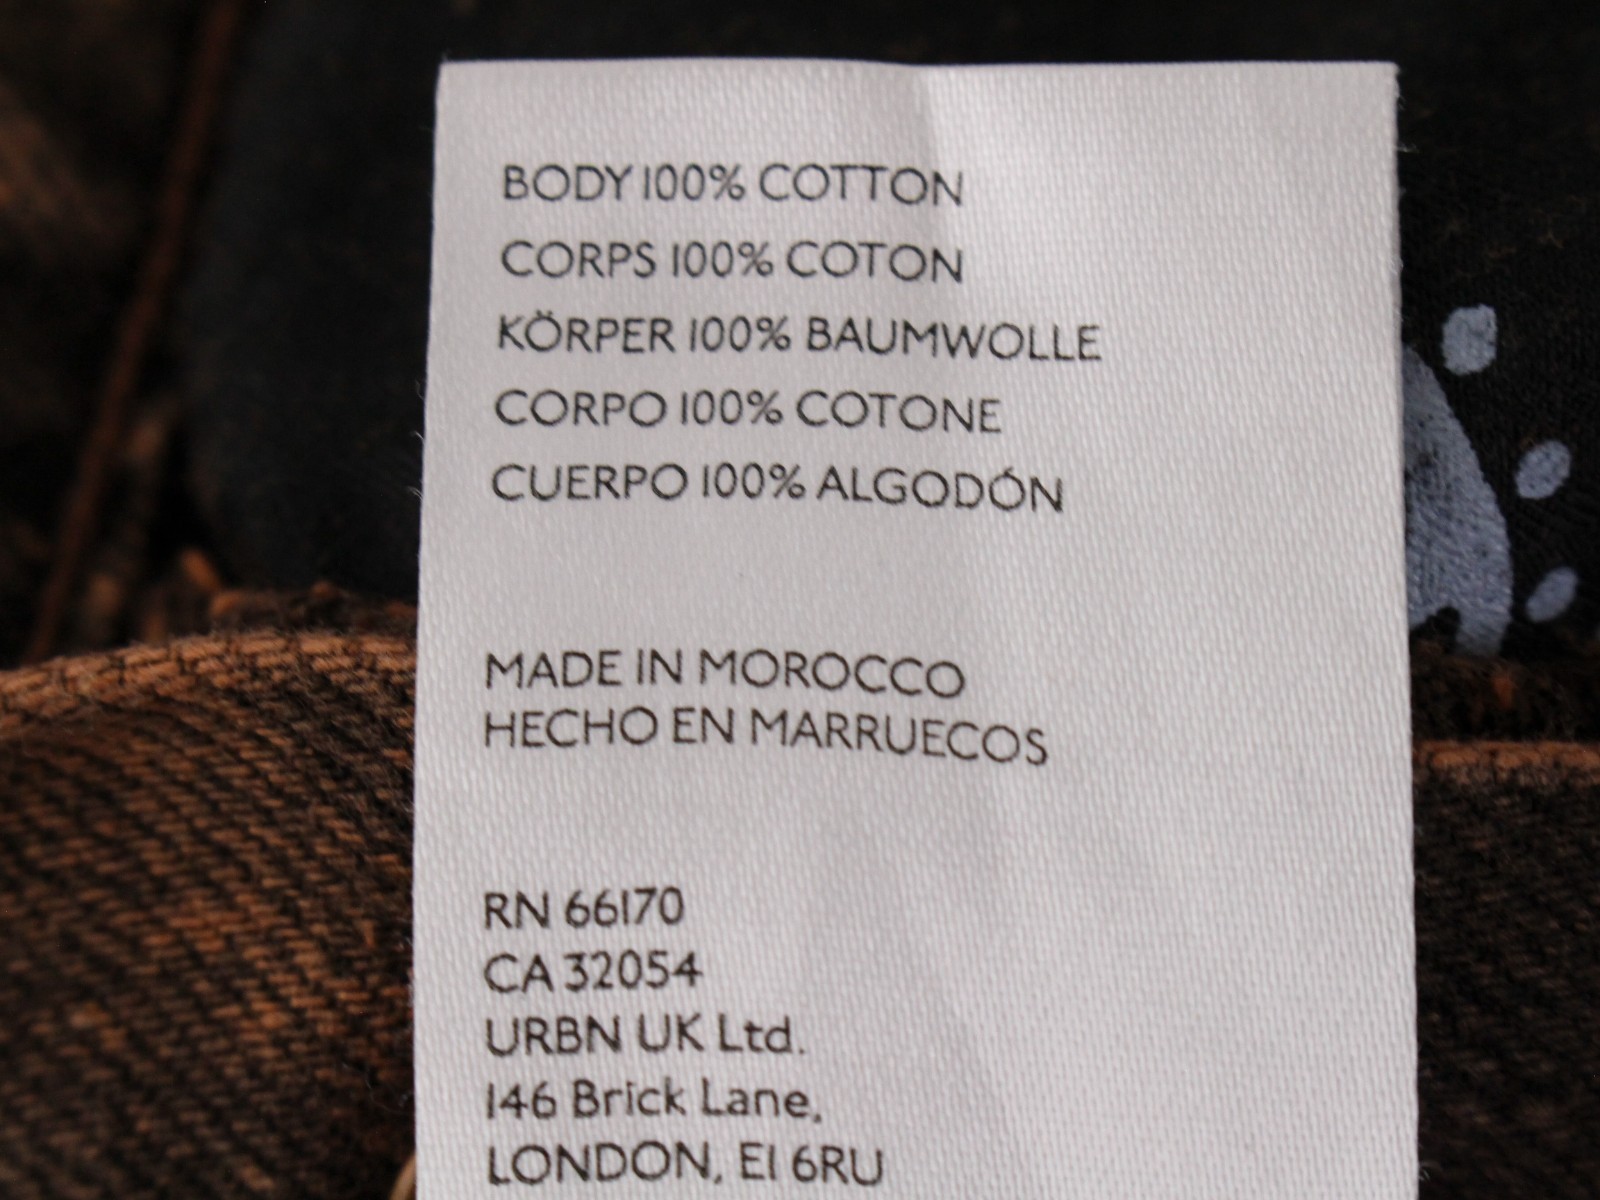 BODY 100% COTTON
CORPS 100% COTON
KÖRPER 100% BAUMWOLLE
CORPO 100% COTONE
CUERPO 100% ALGODÓN
MADE IN MOROCCO
HECHO EN MARRUECOS
RN 66170
CA 32054
URBN UK Ltd.
146 Brick Lane,
LONDON, E1 6RU